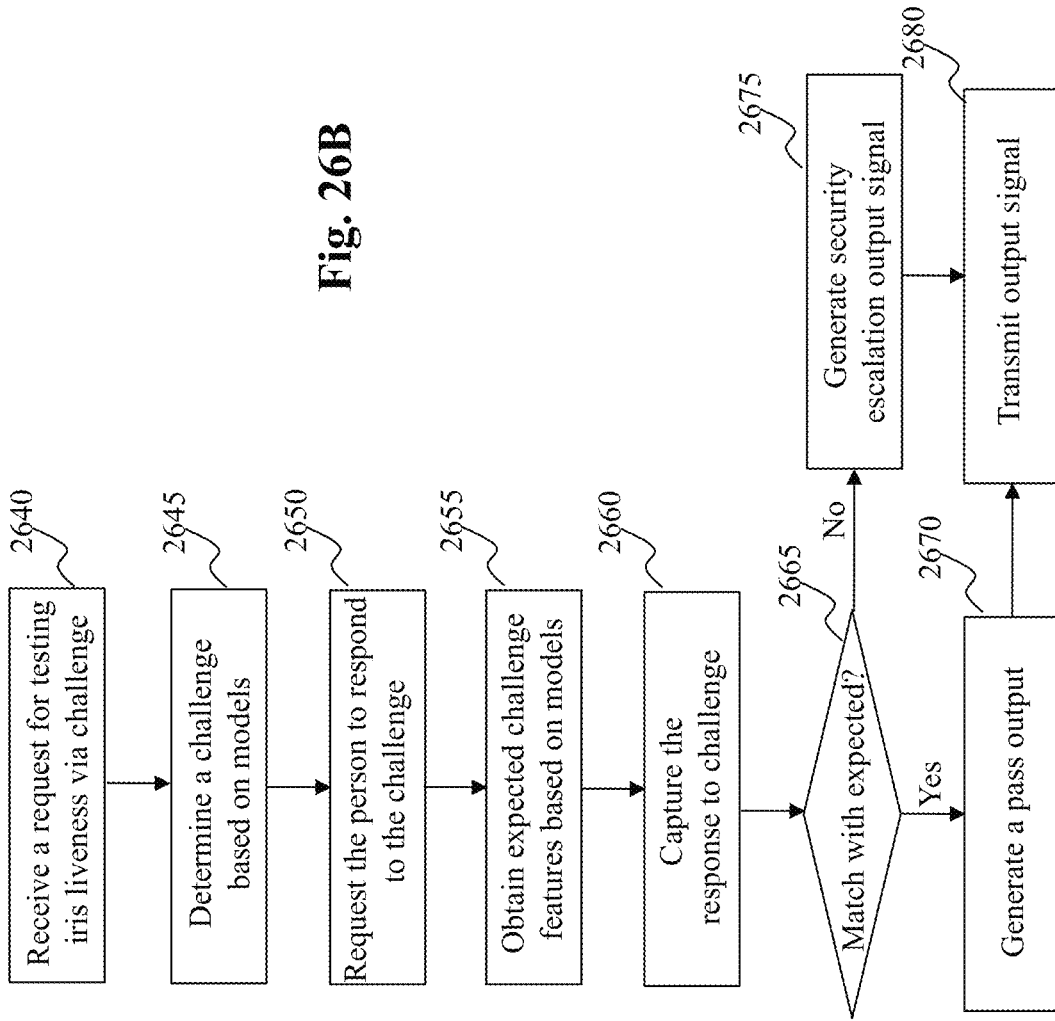 2640
Receive a request for testing
iris liveness via challenge
2645
Determine a challenge
based on models
2650
Request the person to respond
to the challenge
2655
Obtain expected challenge
features based on models
2660
Capture the
response to challenge
2665
Match with expected?
No
Yes
2675
Generate security
escalation output signal
2670
Generate a pass output
2680
Transmit output signal
Fig. 26B